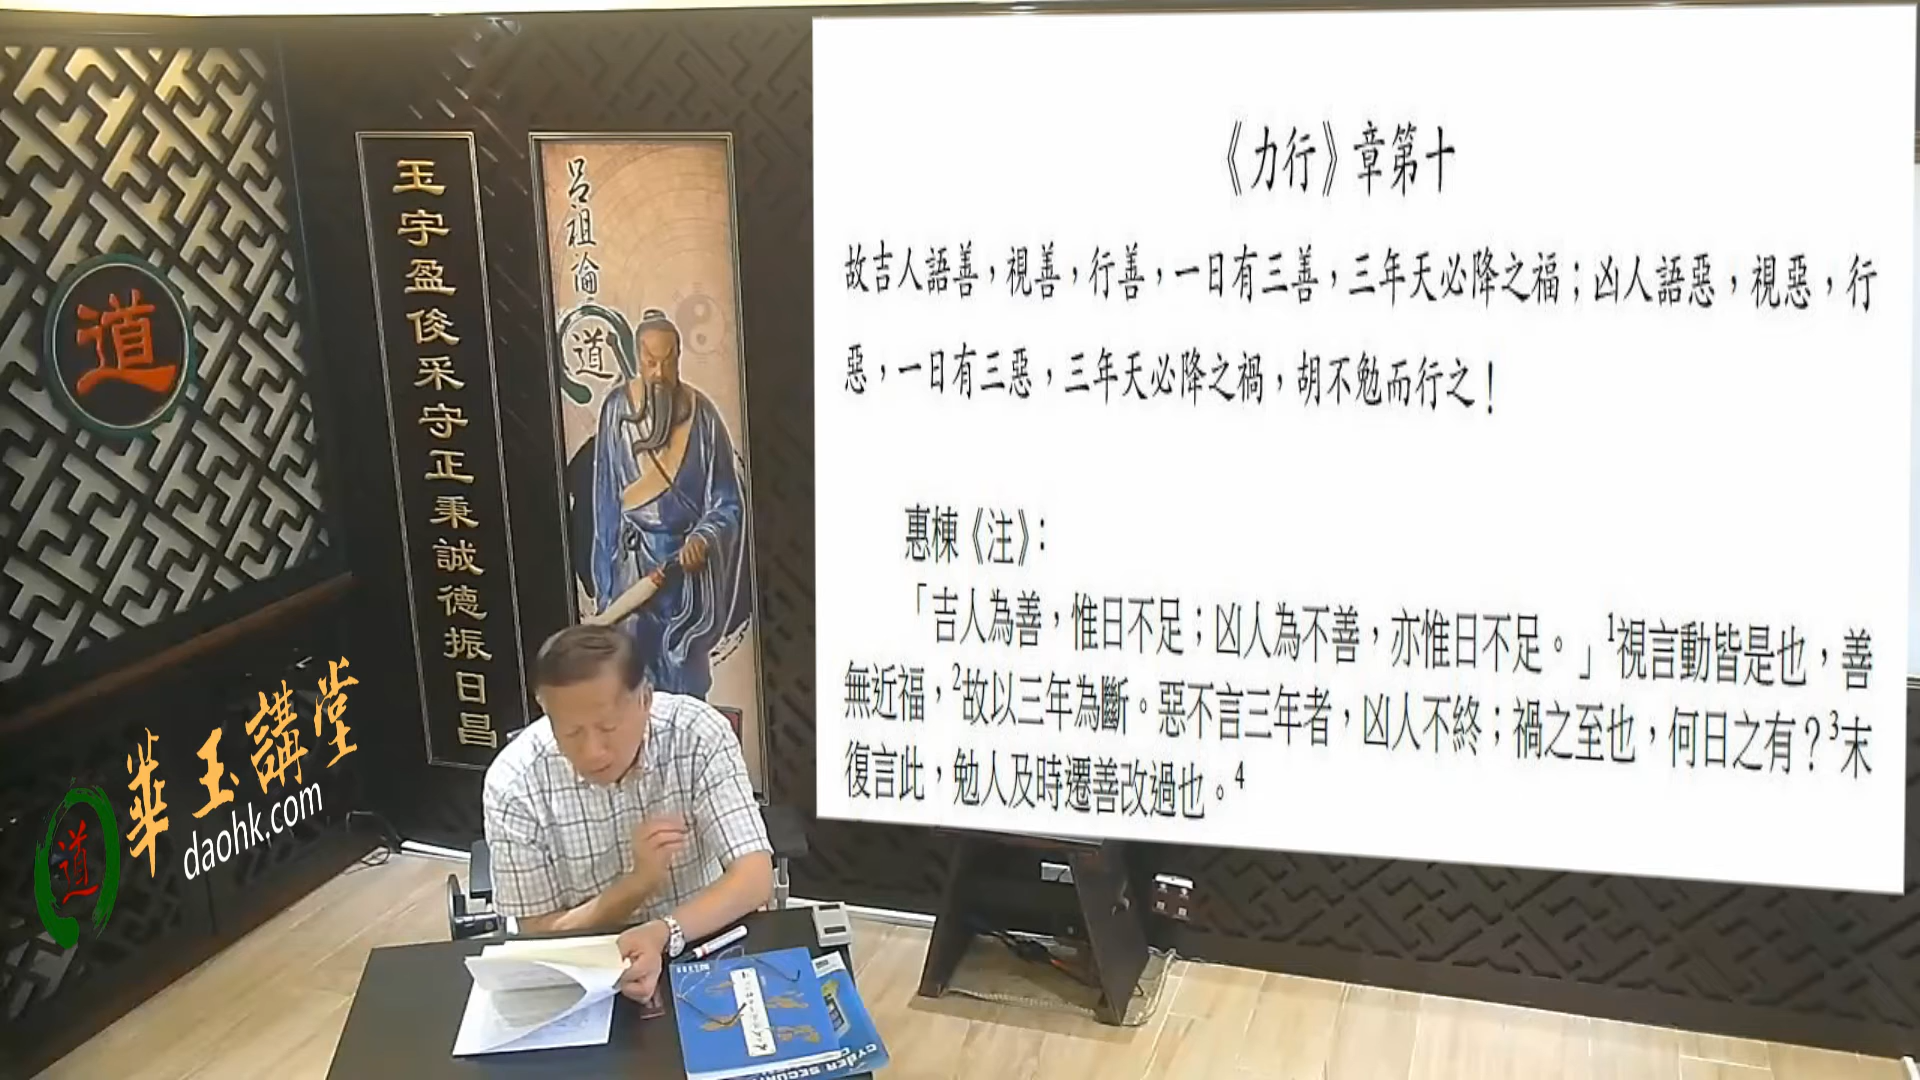 《力行》章第十
故吉人語善，視善，行善，一日有三善，三年天必降之福；凶人語惡，視惡，行
惡，一日有三惡，三年天必降之禍，胡不勉而行之！
惠棟《注》：
「吉人為善，惟日不足；凶人為不善，亦惟日不足。」1視言動皆是也，善
無近福，2故以三年為斷。惡不言三年者，凶人不終；禍之至也，何日之有？3末
復言此，勉人及時遷善改過也。4
玉宇盈俊采守正秉誠德振日昌
呂祖論
道
道
華玉講堂
daohk.com
道
CYBER SECURI